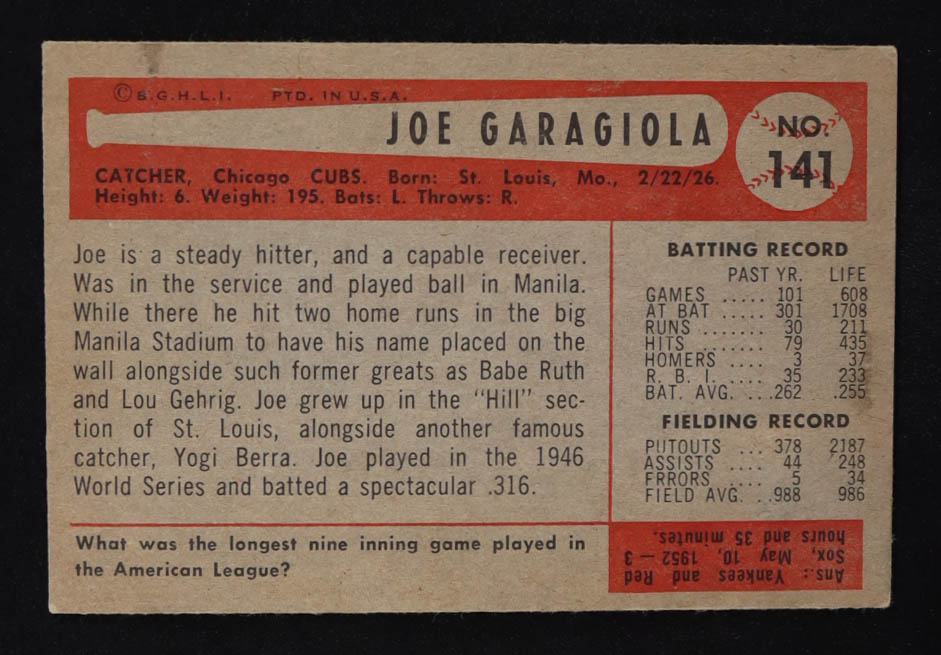 © B.G.H.L.I. PTD. IN U.S.A.
JOE GARAGIOLA
NO.
141
CATCHER, Chicago CUBS. Born: St. Louis, Mo., 2/22/26.
Height: 6. Weight: 195. Bats: L. Throws: R.
Joe is a steady hitter, and a capable receiver.
Was in the service and played ball in Manila.
While there he hit two home runs in the big
Manila Stadium to have his name placed on the
wall alongside such former greats as Babe Ruth
and Lou Gehrig. Joe grew up in the "Hill" sec-
tion of St. Louis, alongside another famous
catcher, Yogi Berra. Joe played in the 1946
World Series and batted a spectacular .316.
BATTING RECORD
PAST YR. LIFE
GAMES ..... 101 608
AT BAT ..... 301 1708
RUNS ....... 30 211
HITS ....... 79 435
HOMERS .... 3 37
R. B. I. .... 35 233
BAT. AVG. ...262 .255
FIELDING RECORD
PUTOUTS ... 378 2187
ASSISTS .... 44 248
FRRORS .... 5 34
FIELD AVG. ..988 986
What was the longest nine inning game played in
the American League?
Ans.: Yankees and Red
Sox, May 10, 1952 — 3
hours and 35 minutes.